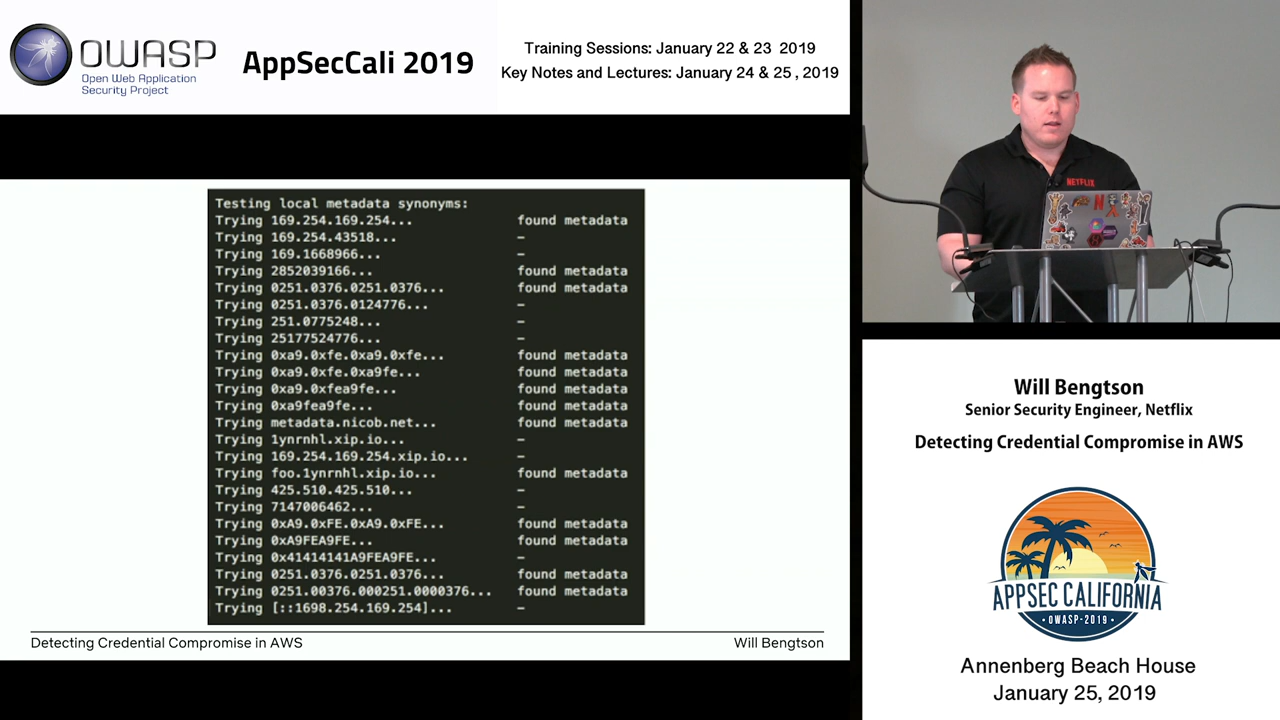 OWASP
Open Web Application
Security Project
AppSecCali 2019
Training Sessions: January 22 & 23 2019
Key Notes and Lectures: January 24 & 25 , 2019
Testing local metadata synonyms:
Trying 169.254.169.254... found metadata
Trying 169.254.43518... –
Trying 169.1668966... –
Trying 2852039166... found metadata
Trying 0251.0376.0251.0376... found metadata
Trying 0251.0376.0124776... –
Trying 251.0775248... –
Trying 25177524776... –
Trying 0xa9.0xfe.0xa9.0xfe... found metadata
Trying 0xa9.0xfe.0xa9fe... found metadata
Trying 0xa9.0xfea9fe... found metadata
Trying 0xa9fea9fe... found metadata
Trying metadata.nicob.net... found metadata
Trying 1ynrnhl.xip.io... –
Trying 169.254.169.254.xip.io... –
Trying foo.1ynrnhl.xip.io... found metadata
Trying 425.510.425.510... –
Trying 7147006462... –
Trying 0xA9.0xFE.0xA9.0xFE... found metadata
Trying 0xA9FEA9FE... found metadata
Trying 0x41414141A9FEA9FE... –
Trying 0251.0376.0251.0376... found metadata
Trying 0251.00376.000251.0000376... found metadata
Trying [::1698.254.169.254]... –
Detecting Credential Compromise in AWS
Will Bengtson
NETFLIX
Will Bengtson
Senior Security Engineer, Netflix
Detecting Credential Compromise in AWS
APPSEC CALIFORNIA
• OWASP-2019 •
Annenberg Beach House
January 25, 2019